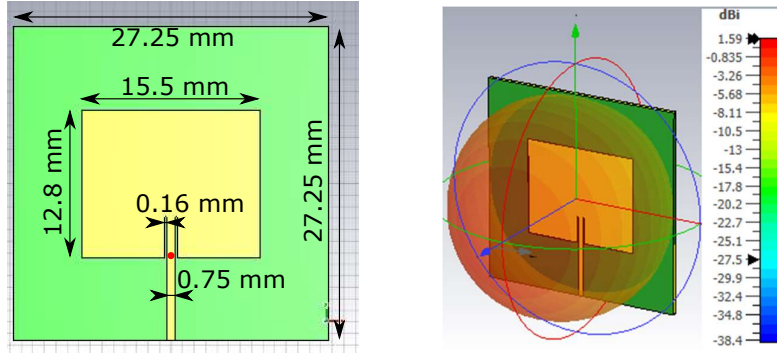 27.25 mm
15.5 mm
12.8 mm
0.16 mm
27.25 mm
0.75 mm
dBi
1.59
-0.835
-3.26
-5.68
-8.11
-10.5
-13
-15.4
-17.8
-20.2
-22.7
-25.1
-27.5
-29.9
-32.4
-34.8
-38.4